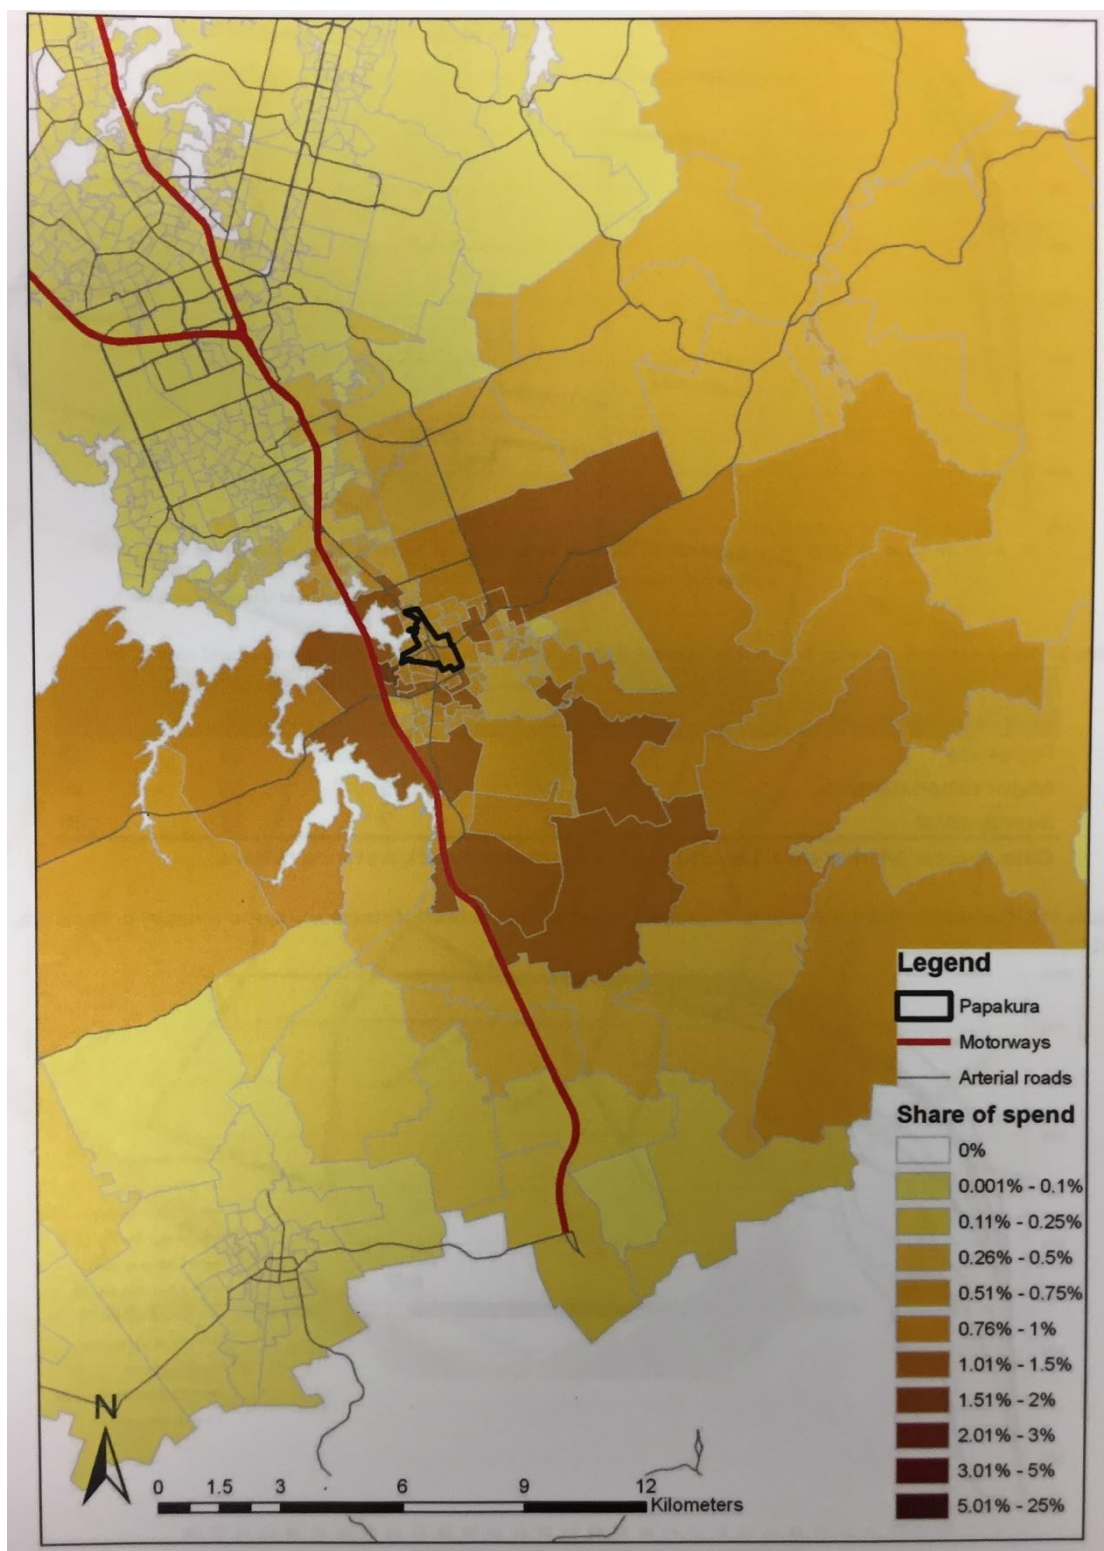 Legend
Papakura
Motorways
Arterial roads
Share of spend
0%
0.001% - 0.1%
0.11% - 0.25%
0.26% - 0.5%
0.51% - 0.75%
0.76% - 1%
1.01% - 1.5%
1.51% - 2%
2.01% - 3%
3.01% - 5%
5.01% - 25%
N
0 1.5 3 6 9 12
Kilometers